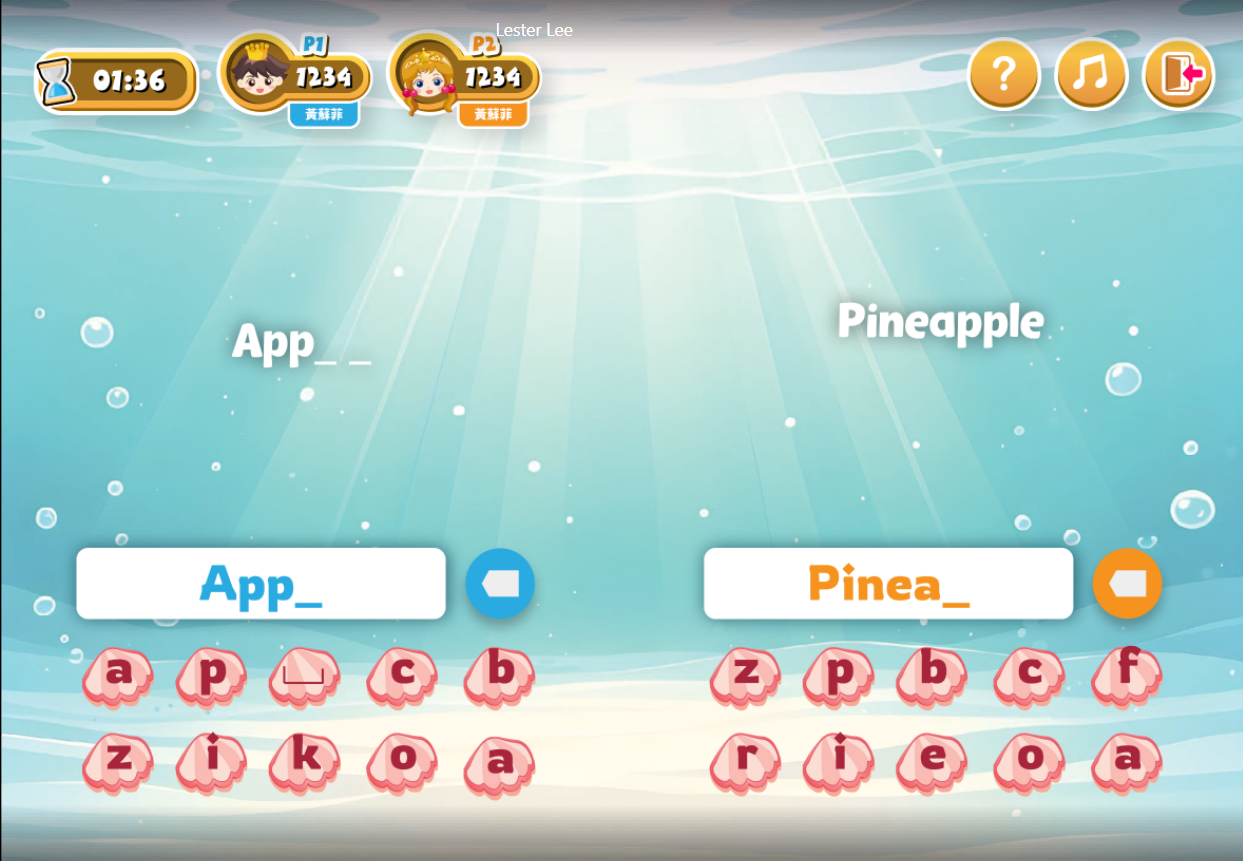 Lester Lee
01:36
P1
1234
黃蘇菲
P2
1234
黃蘇菲
?
App_ _
Pineapple
App_
Pinea_
a p ⎵ c b
z p b c f
z i k o a
r i e o a